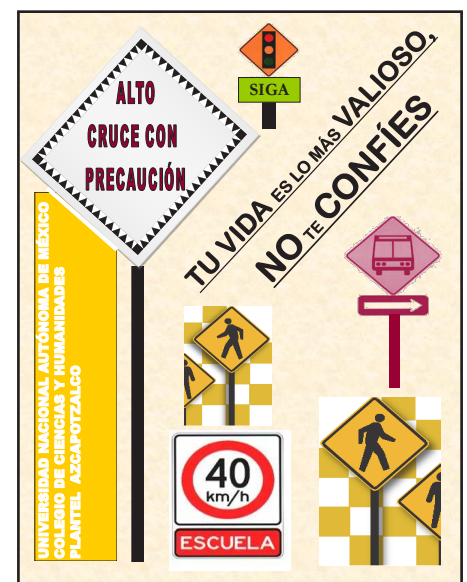 ALTO
CRUCE CON
PRECAUCIÓN
SIGA
TU VIDA ES LO MÁS VALIOSO,
NO TE CONFÍES
UNIVERSIDAD NACIONAL AUTÓNOMA DE MÉXICO
COLEGIO DE CIENCIAS Y HUMANIDADES
PLANTEL AZCAPOTZALCO
40
km/h
ESCUELA